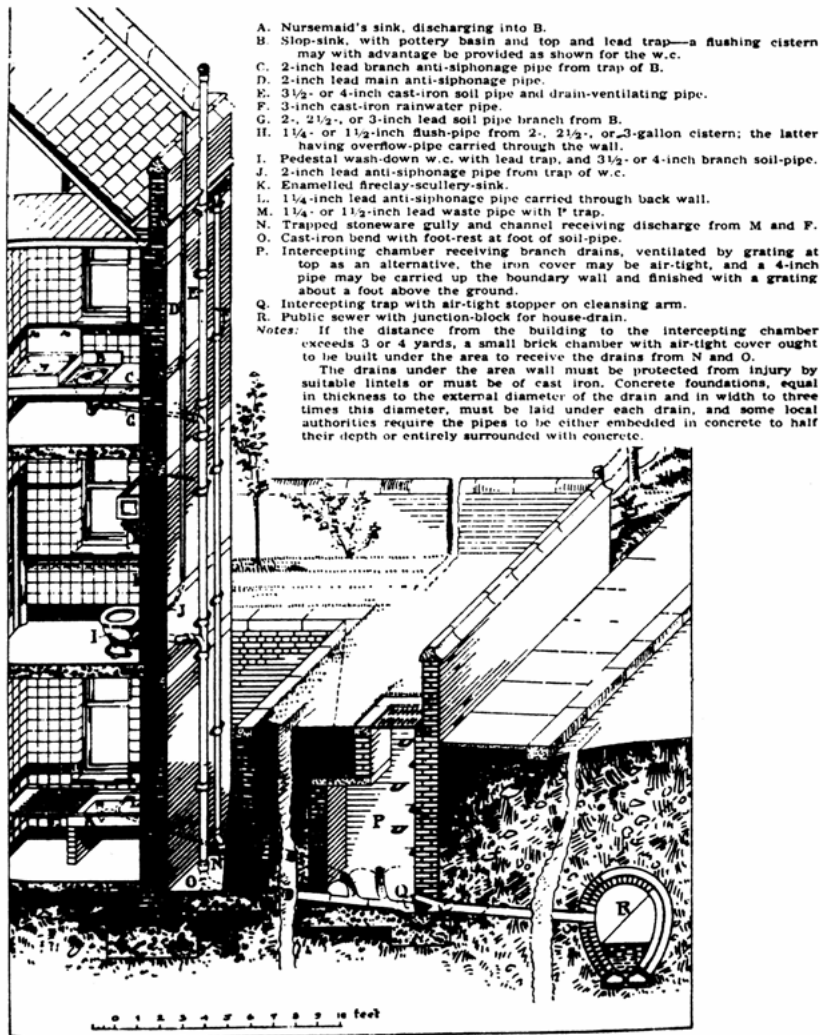 A. Nursemaid's sink, discharging into B.
B. Slop-sink, with pottery basin and top and lead trap—a flushing cistern
may with advantage be provided as shown for the w.c.
C. 2-inch lead branch anti-siphonage pipe from trap of B.
D. 2-inch lead main anti-siphonage pipe.
E. 3½- or 4-inch cast-iron soil pipe and drain-ventilating pipe.
F. 3-inch cast-iron rainwater pipe.
G. 2-, 2½-, or 3-inch lead soil pipe branch from B.
H. 1¼- or 1½-inch flush-pipe from 2-, 2½-, or 3-gallon cistern; the latter
having overflow-pipe carried through the wall.
I. Pedestal wash-down w.c. with lead trap, and 3½- or 4-inch branch soil-pipe.
J. 2-inch lead anti-siphonage pipe from trap of w.c.
K. Enamelled fireclay-scullery-sink.
L. 1¼-inch lead anti-siphonage pipe carried through back wall.
M. 1¼- or 1½-inch lead waste pipe with P trap.
N. Trapped stoneware gully and channel receiving discharge from M and F.
O. Cast-iron bend with foot-rest at foot of soil-pipe.
P. Intercepting chamber receiving branch drains, ventilated by grating at
top as an alternative, the iron cover may be air-tight, and a 4-inch
pipe may be carried up the boundary wall and finished with a grating
about a foot above the ground.
Q. Intercepting trap with air-tight stopper on cleansing arm.
R. Public sewer with junction-block for house-drain.
Notes: If the distance from the building to the intercepting chamber
exceeds 3 or 4 yards, a small brick chamber with air-tight cover ought
to be built under the area to receive the drains from N and O.
The drains under the area wall must be protected from injury by
suitable lintels or must be of cast iron. Concrete foundations, equal
in thickness to the external diameter of the drain and in width to three
times this diameter, must be laid under each drain, and some local
authorities require the pipes to be either embedded in concrete to half
their depth or entirely surrounded with concrete.
D
E
B
C
G
J
I
P
N
O
Q
R
0 1 2 3 4 5 6 7 8 9 10 feet